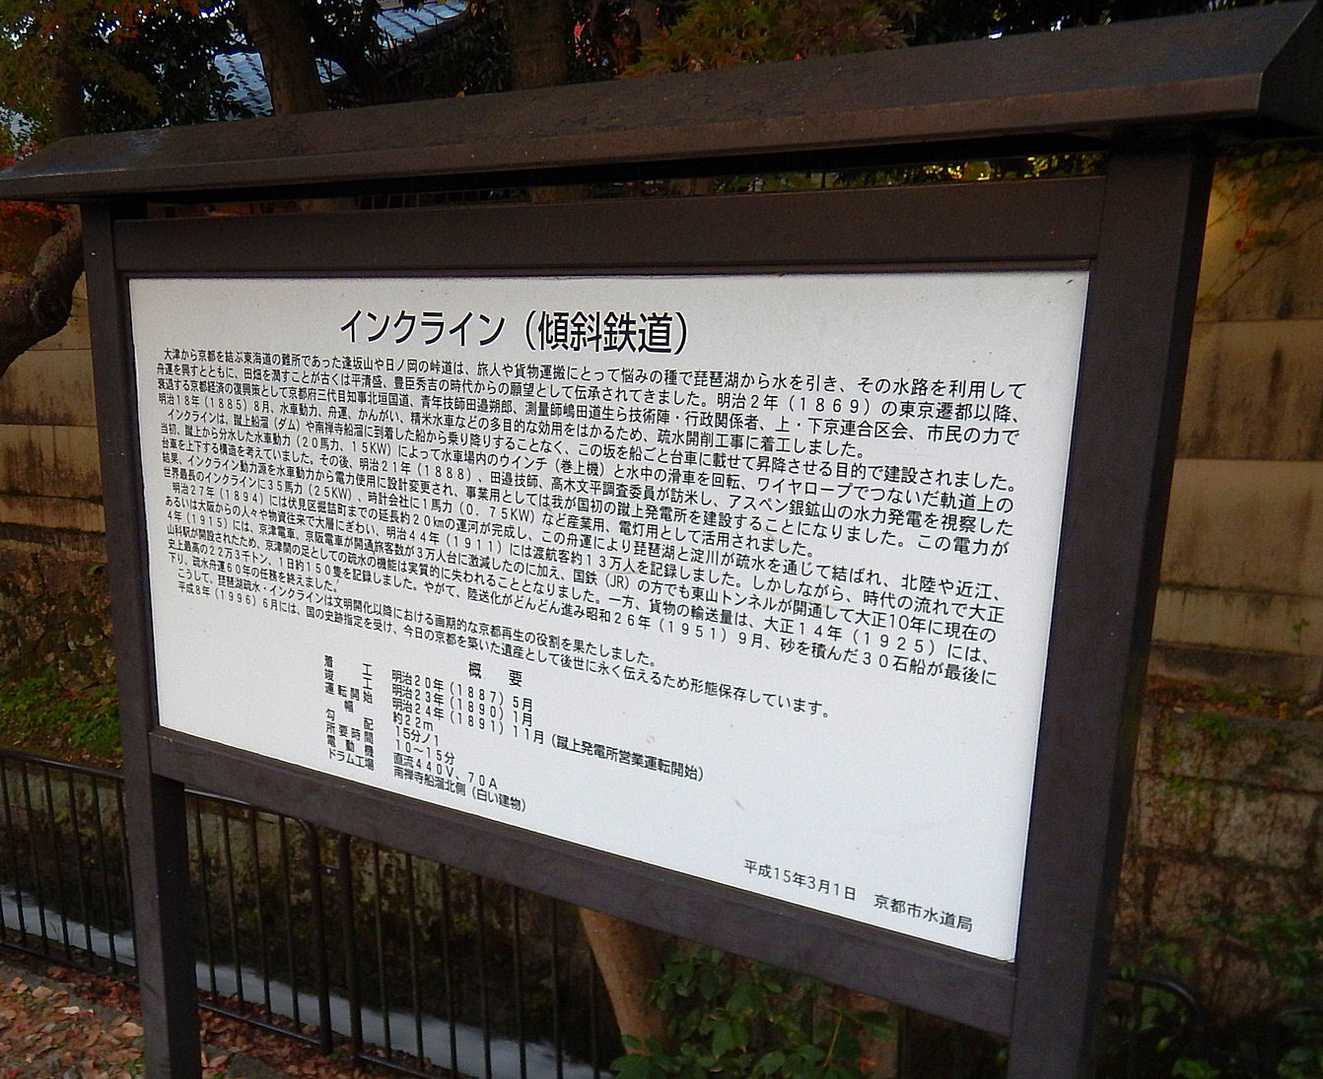 インクライン（傾斜鉄道）
大津から京都を結ぶ東海道の難所であった逢坂山や日ノ岡の峠道は、旅人や貨物運搬にとって悩みの種で琵琶湖から水を引き、その水路を利用して
舟運を興すとともに、田畑を潤すことが古くは平清盛、豊臣秀吉の時代からの願望として伝承されてきました。明治２年（１８６９）の東京遷都以降、
衰退する京都経済の復興策として京都府三代目知事北垣国道、青年技師田邉朔郎、測量師嶋田道生ら技術陣・行政関係者、上・下京連合区会、市民の力で
明治１８年（１８８５）８月、水車動力、舟運、かんがい、精米水車などの多目的な効用をはかるため、疏水開削工事に着工しました。
インクラインは、蹴上船溜（ダム）や南禅寺船溜に到着した船から乗り降りすることなく、この坂を船ごと台車に載せて昇降させる目的で建設されました。
当初、蹴上から分水した水車動力（２０馬力、１５ＫＷ）によって水車場内のウインチ（巻上機）と水中の滑車を回転、ワイヤロープでつないだ軌道上の
台車を上下する構造を考えていました。その後、明治２１年（１８８８）、田邉技師、高木文平調査委員が訪米し、アスペン銀鉱山の水力発電を視察した
結果、インクライン動力源を水車動力から電力使用に設計変更され、事業用としては我が国初の蹴上発電所を建設することになりました。この電力が
世界最長のインクラインに３５馬力（２５ＫＷ）、時計会社に１馬力（０．７５ＫＷ）など産業用、電灯用として活用されました。
明治２７年（１８９４）には伏見区堀詰町までの延長約２０㎞の運河が完成し、この舟運により琵琶湖と淀川が疏水を通じて結ばれ、北陸や近江、
あるいは大阪からの人々や物資往来で大層にぎわい、明治４４年（１９１１）には渡航客約１３万人を記録しました。しかしながら、時代の流れで大正
４年（１９１５）には、京津電車、京阪電車が開通旅客数が３万人台に激減したのに加え、国鉄（ＪＲ）の方でも東山トンネルが開通して大正10年に現在の
山科駅が開設されたため、京津間の足としての疏水の機能は実質的に失われることとなりました。一方、貨物の輸送量は、大正１４年（１９２５）には、
史上最高の２２万３千トン、１日約１５０隻を記録しました。やがて、陸送化がどんどん進み昭和２６年（１９５１）９月、砂を積んだ３０石船が最後に
下り、疏水舟運６０年の任務を終えました。
こうして、琵琶湖疏水・インクラインは文明開化以降における画期的な京都再生の役割を果たしました。
平成８年（１９９６）６月には、国の史跡指定を受け、今日の京都を築いた遺産として後世に永く伝えるため形態保存しています。
概　要
着　工　明治２０年（１８８７）５月
竣　工　明治２３年（１８９０）１月
運転開始　明治２４年（１８９１）１１月（蹴上発電所営業運転開始）
幅　約２２ｍ
勾　配　１５分ノ１
所要時間　１０～１５分
電動機　直流４４０Ｖ、７０Ａ
ドラム工場　南禅寺船溜北側（白い建物）
平成15年３月１日　京都市水道局